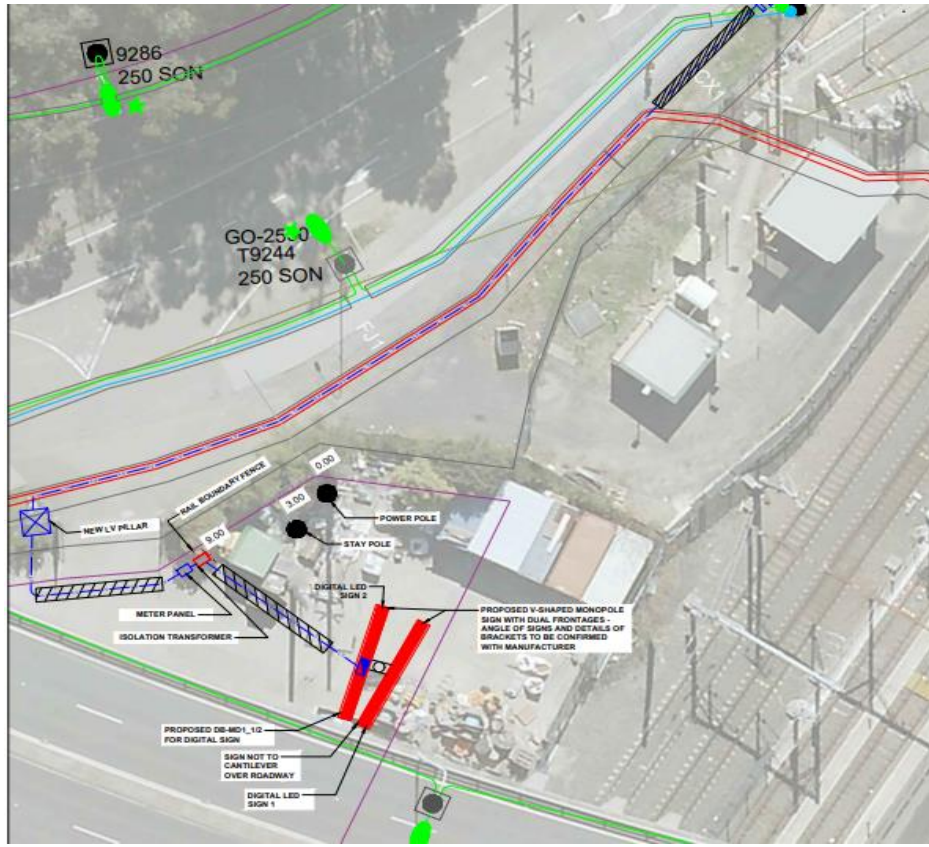 9286
250 SON
CX1
T9244
250 SON
FJ1
RAIL BOUNDARY FENCE
0.00
3.00
9.00
POWER POLE
NEW LV PILLAR
STAY POLE
DIGITAL LED
SIGN 2
PROPOSED V-SHAPED MONOPOLE
SIGN WITH DUAL FRONTAGES -
ANGLE OF SIGNS AND DETAILS OF
BRACKETS TO BE CONFIRMED
WITH MANUFACTURER
METER PANEL
ISOLATION TRANSFORMER
PROPOSED DB-MD1_1/2
FOR DIGITAL SIGN
SIGN NOT TO
CANTILEVER
OVER ROADWAY
DIGITAL LED
SIGN 1